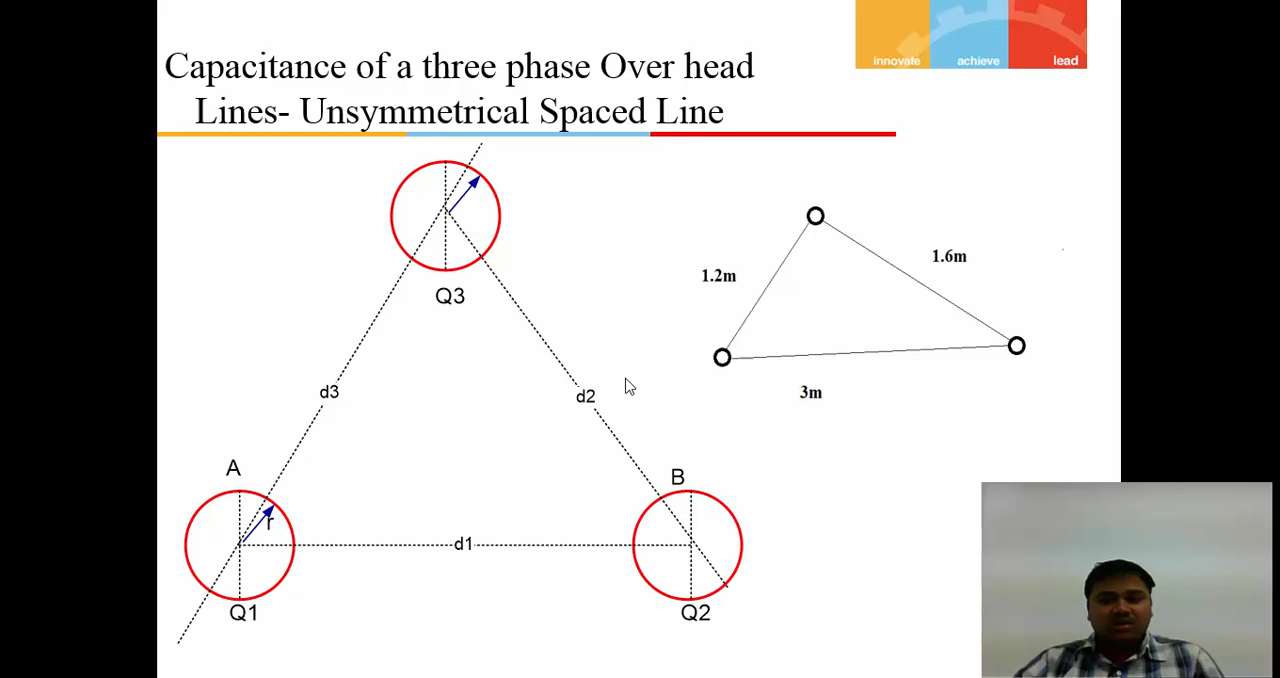 innovate achieve lead
Capacitance of a three phase Over head
Lines- Unsymmetrical Spaced Line
Q3
d3
d2
A
B
r
d1
Q1
Q2
1.2m
1.6m
3m